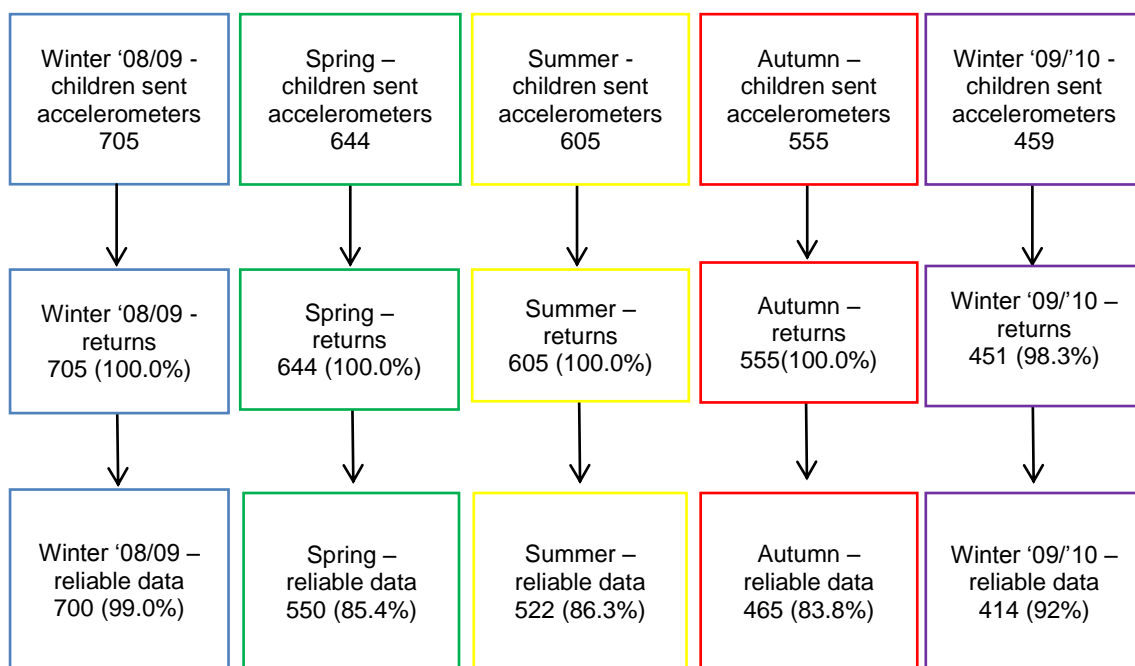 Winter ‘08/09 -
children sent
accelerometers
705
Spring –
children sent
accelerometers
644
Summer -
children sent
accelerometers
605
Autumn –
children sent
accelerometers
555
Winter ‘09/’10 -
children sent
accelerometers
459
Winter ‘08/09 -
returns
705 (100.0%)
Spring –
returns
644 (100.0%)
Summer –
returns
605 (100.0%)
Autumn –
returns
555(100.0%)
Winter ‘09/’10 –
returns
451 (98.3%)
Winter ‘08/09 –
reliable data
700 (99.0%)
Spring –
reliable data
550 (85.4%)
Summer –
reliable data
522 (86.3%)
Autumn –
reliable data
465 (83.8%)
Winter ‘09/’10 –
reliable data
414 (92%)